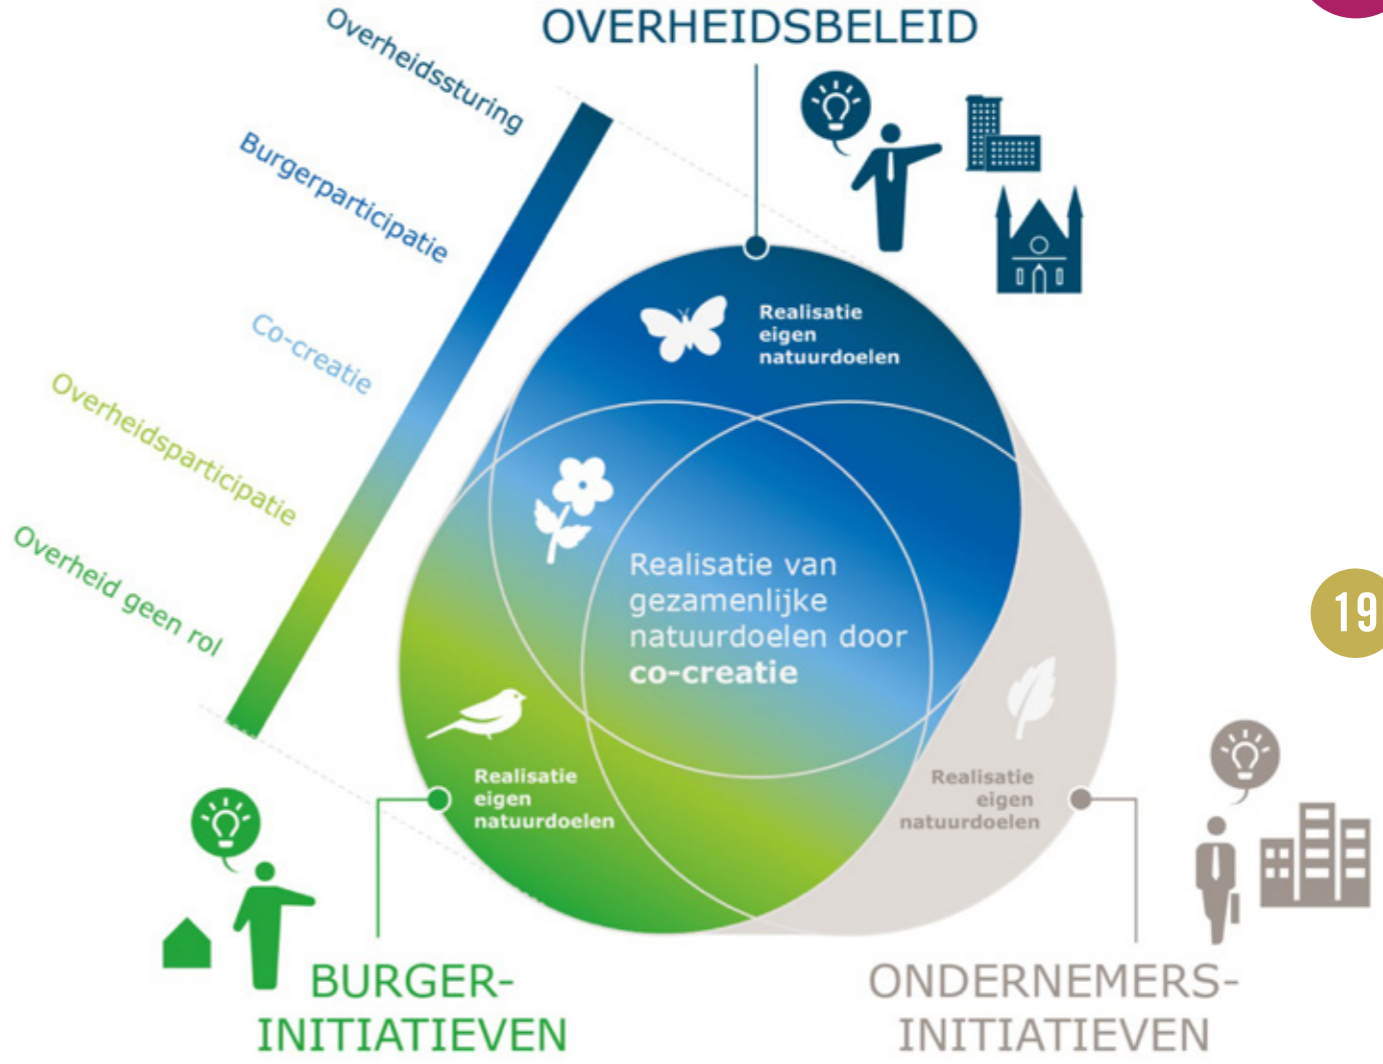 OVERHEIDSBELEID
Overheidssturing
Burgerparticipatie
Co-creatie
Overheidsparticipatie
Overheid geen rol
Realisatie
eigen
natuurdoelen
Realisatie van
gezamenlijke
natuurdoelen door
co-creatie
19
Realisatie
eigen
natuurdoelen
Realisatie
eigen
natuurdoelen
BURGER-
INITIATIEVEN
ONDERNEMERS-
INITIATIEVEN